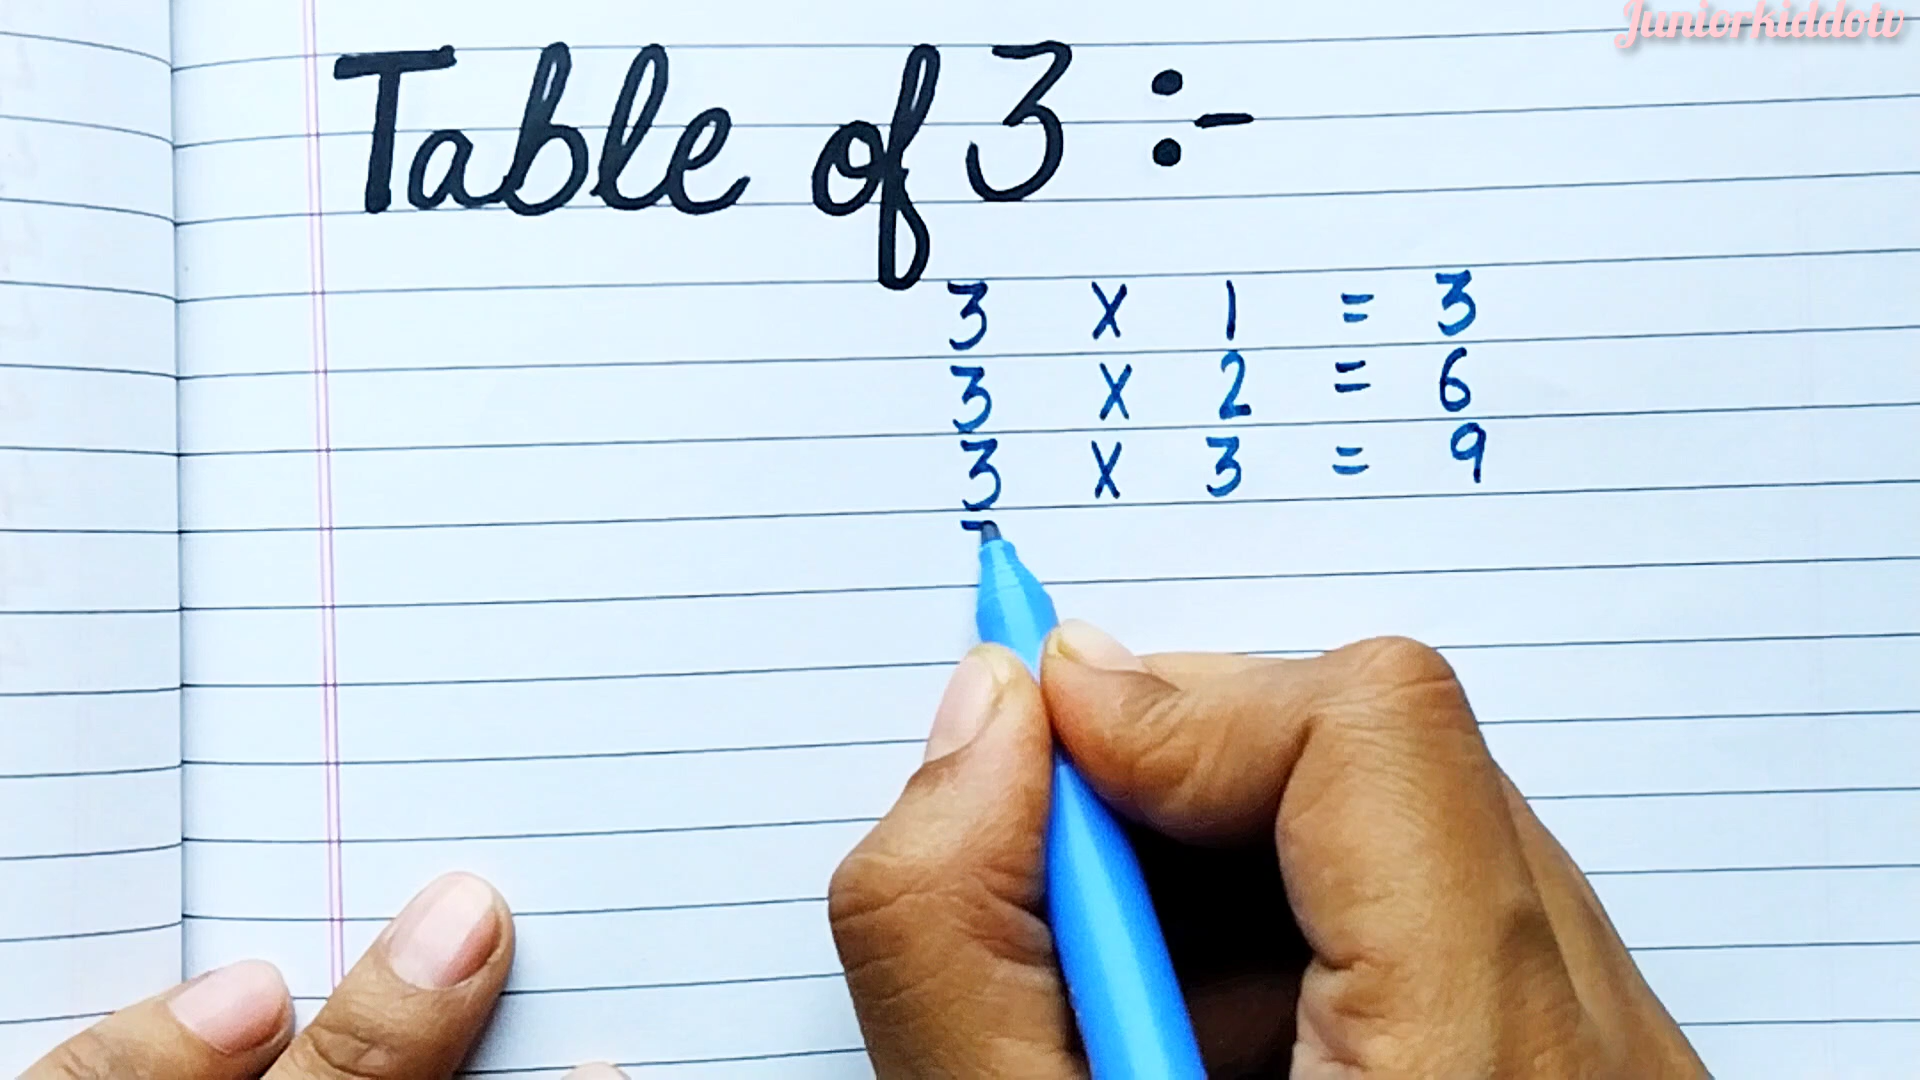 Juniorkiddotv
Table of 3 :-
3 X 1 = 3
3 X 2 = 6
3 X 3 = 9